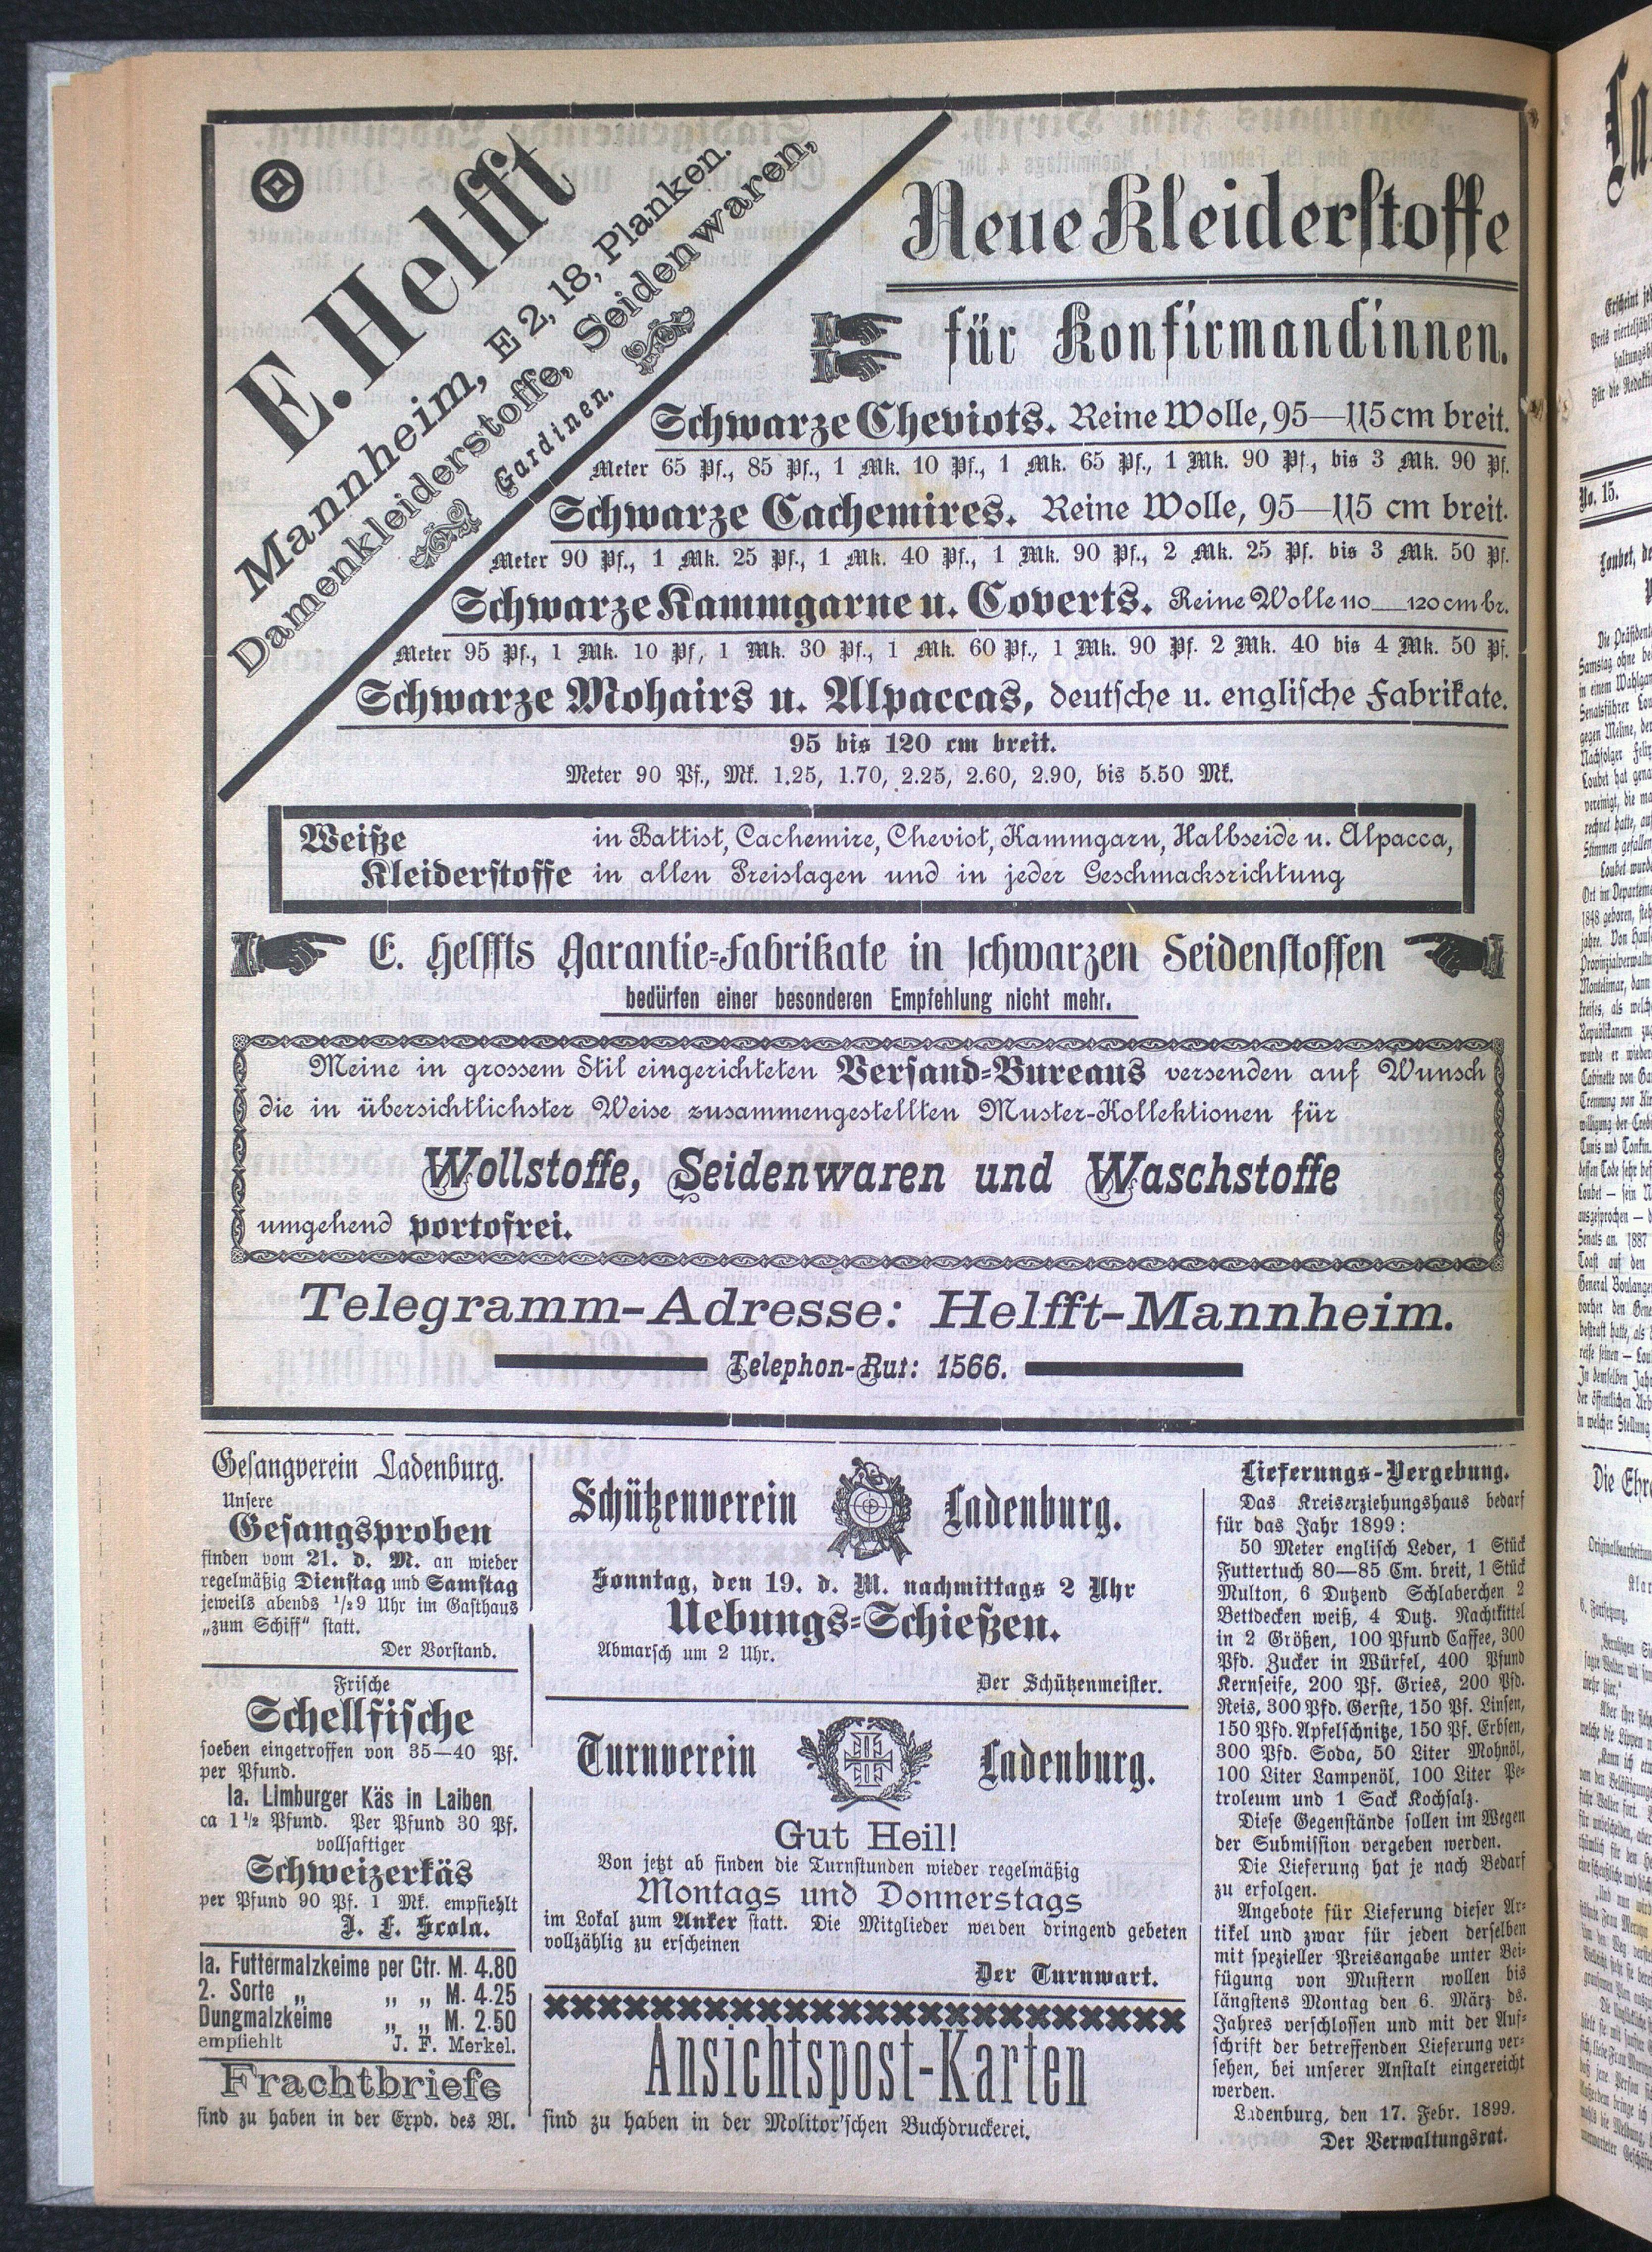 E. Helfft
Mannheim, E 2, 18, Planken.
Damenkleiderstoffe, Seidenwaren,
Gardinen.
Neue Kleiderstoffe
für Konfirmandinnen.
Schwarze Cheviots. Reine Wolle, 95—115 cm breit.
Meter 65 Pf., 85 Pf., 1 Mk. 10 Pf., 1 Mk. 65 Pf., 1 Mk. 90 Pf., bis 3 Mk. 90 Pf.
Schwarze Cachemires. Reine Wolle, 95—115 cm breit.
Meter 90 Pf., 1 Mk. 25 Pf., 1 Mk. 40 Pf., 1 Mk. 90 Pf., 2 Mk. 25 Pf. bis 3 Mk. 50 Pf.
Schwarze Kammgarne u. Coverts. Reine Wolle 110—120 cm br.
Meter 95 Pf., 1 Mk. 10 Pf, 1 Mk. 30 Pf., 1 Mk. 60 Pf., 1 Mk. 90 Pf. 2 Mk. 40 bis 4 Mk. 50 Pf.
Schwarze Mohairs u. Alpaccas, deutsche u. englische Fabrikate.
95 bis 120 cm breit.
Meter 90 Pf., Mk. 1.25, 1.70, 2.25, 2.60, 2.90, bis 5.50 Mk.
Weiße in Battist, Cachemire, Cheviot, Kammgarn, Halbseide u. Alpacca,
Kleiderstoffe in allen Preislagen und in jeder Geschmacksrichtung
E. Helffts Garantie=Fabrikate in schwarzen Seidenstoffen
bedürfen einer besonderen Empfehlung nicht mehr.
Meine in grossem Stil eingerichteten Versand=Bureaus versenden auf Wunsch
die in übersichtlichster Weise zusammengestellten Muster-Kollektionen für
Wollstoffe, Seidenwaren und Waschstoffe
umgehend portofrei.
Telegramm-Adresse: Helfft-Mannheim.
Telephon-Ruf: 1566.
Gesangverein Ladenburg.
Unsere
Gesangsproben
finden vom 21. d. M. an wieder
regelmäßig Dienstag und Samstag
jeweils abends 1/2 9 Uhr im Gasthaus
„zum Schiff“ statt.
Der Vorstand.
Frische
Schellfische
soeben eingetroffen von 35—40 Pf.
per Pfund.
Ia. Limburger Käs in Laiben
ca 1 1/2 Pfund. Per Pfund 30 Pf.
vollsaftiger
Schweizerkäs
per Pfund 90 Pf. 1 Mk. empfiehlt
J. F. Scola.
Ia. Futtermalzkeime per Ctr. M. 4.80
2. Sorte „ „ „ M. 4.25
Dungmalzkeime „ „ M. 2.50
empfiehlt J. F. Merkel.
Frachtbriefe
sind zu haben in der Expd. des Bl.
Schützenverein Ladenburg.
Sonntag, den 19. d. M. nachmittags 2 Uhr
Uebungs=Schießen.
Abmarsch um 2 Uhr.
Der Schützenmeister.
Turnverein Ladenburg.
Gut Heil!
Von jetzt ab finden die Turnstunden wieder regelmäßig
Montags und Donnerstags
im Lokal zum Anker statt. Die Mitglieder werden dringend gebeten
vollzählig zu erscheinen
Der Turnwart.
Ansichtspost-Karten
sind zu haben in der Molitor'schen Buchdruckerei.
Lieferungs-Vergebung.
Das Kreiserziehungshaus bedarf
für das Jahr 1899:
50 Meter englisch Leder, 1 Stück
Futtertuch 80—85 Cm. breit, 1 Stück
Multon, 6 Dutzend Schlaberchen 2
Bettdecken weiß, 4 Dutz. Nachtkittel
in 2 Größen, 100 Pfund Caffee, 300
Pfd. Zucker in Würfel, 400 Pfund
Kernseife, 200 Pf. Gries, 200 Pfd.
Reis, 300 Pfd. Gerste, 150 Pf. Linsen,
150 Pfd. Apfelschnitze, 150 Pf. Erbsen,
300 Pfd. Soda, 50 Liter Mohnöl,
100 Liter Lampenöl, 100 Liter Pe=
troleum und 1 Sack Kochsalz.
Diese Gegenstände sollen im Wegen
der Submission vergeben werden.
Die Lieferung hat je nach Bedarf
zu erfolgen.
Angebote für Lieferung dieser Ar=
tikel und zwar für jeden derselben
mit spezieller Preisangabe unter Bei=
fügung von Mustern wollen bis
längstens Montag den 6. März ds.
Jahres verschlossen und mit der Auf=
schrift der betreffenden Lieferung ver=
sehen, bei unserer Anstalt eingereicht
werden.
Ladenburg, den 17. Febr. 1899.
Der Verwaltungsrat.
No. 15.